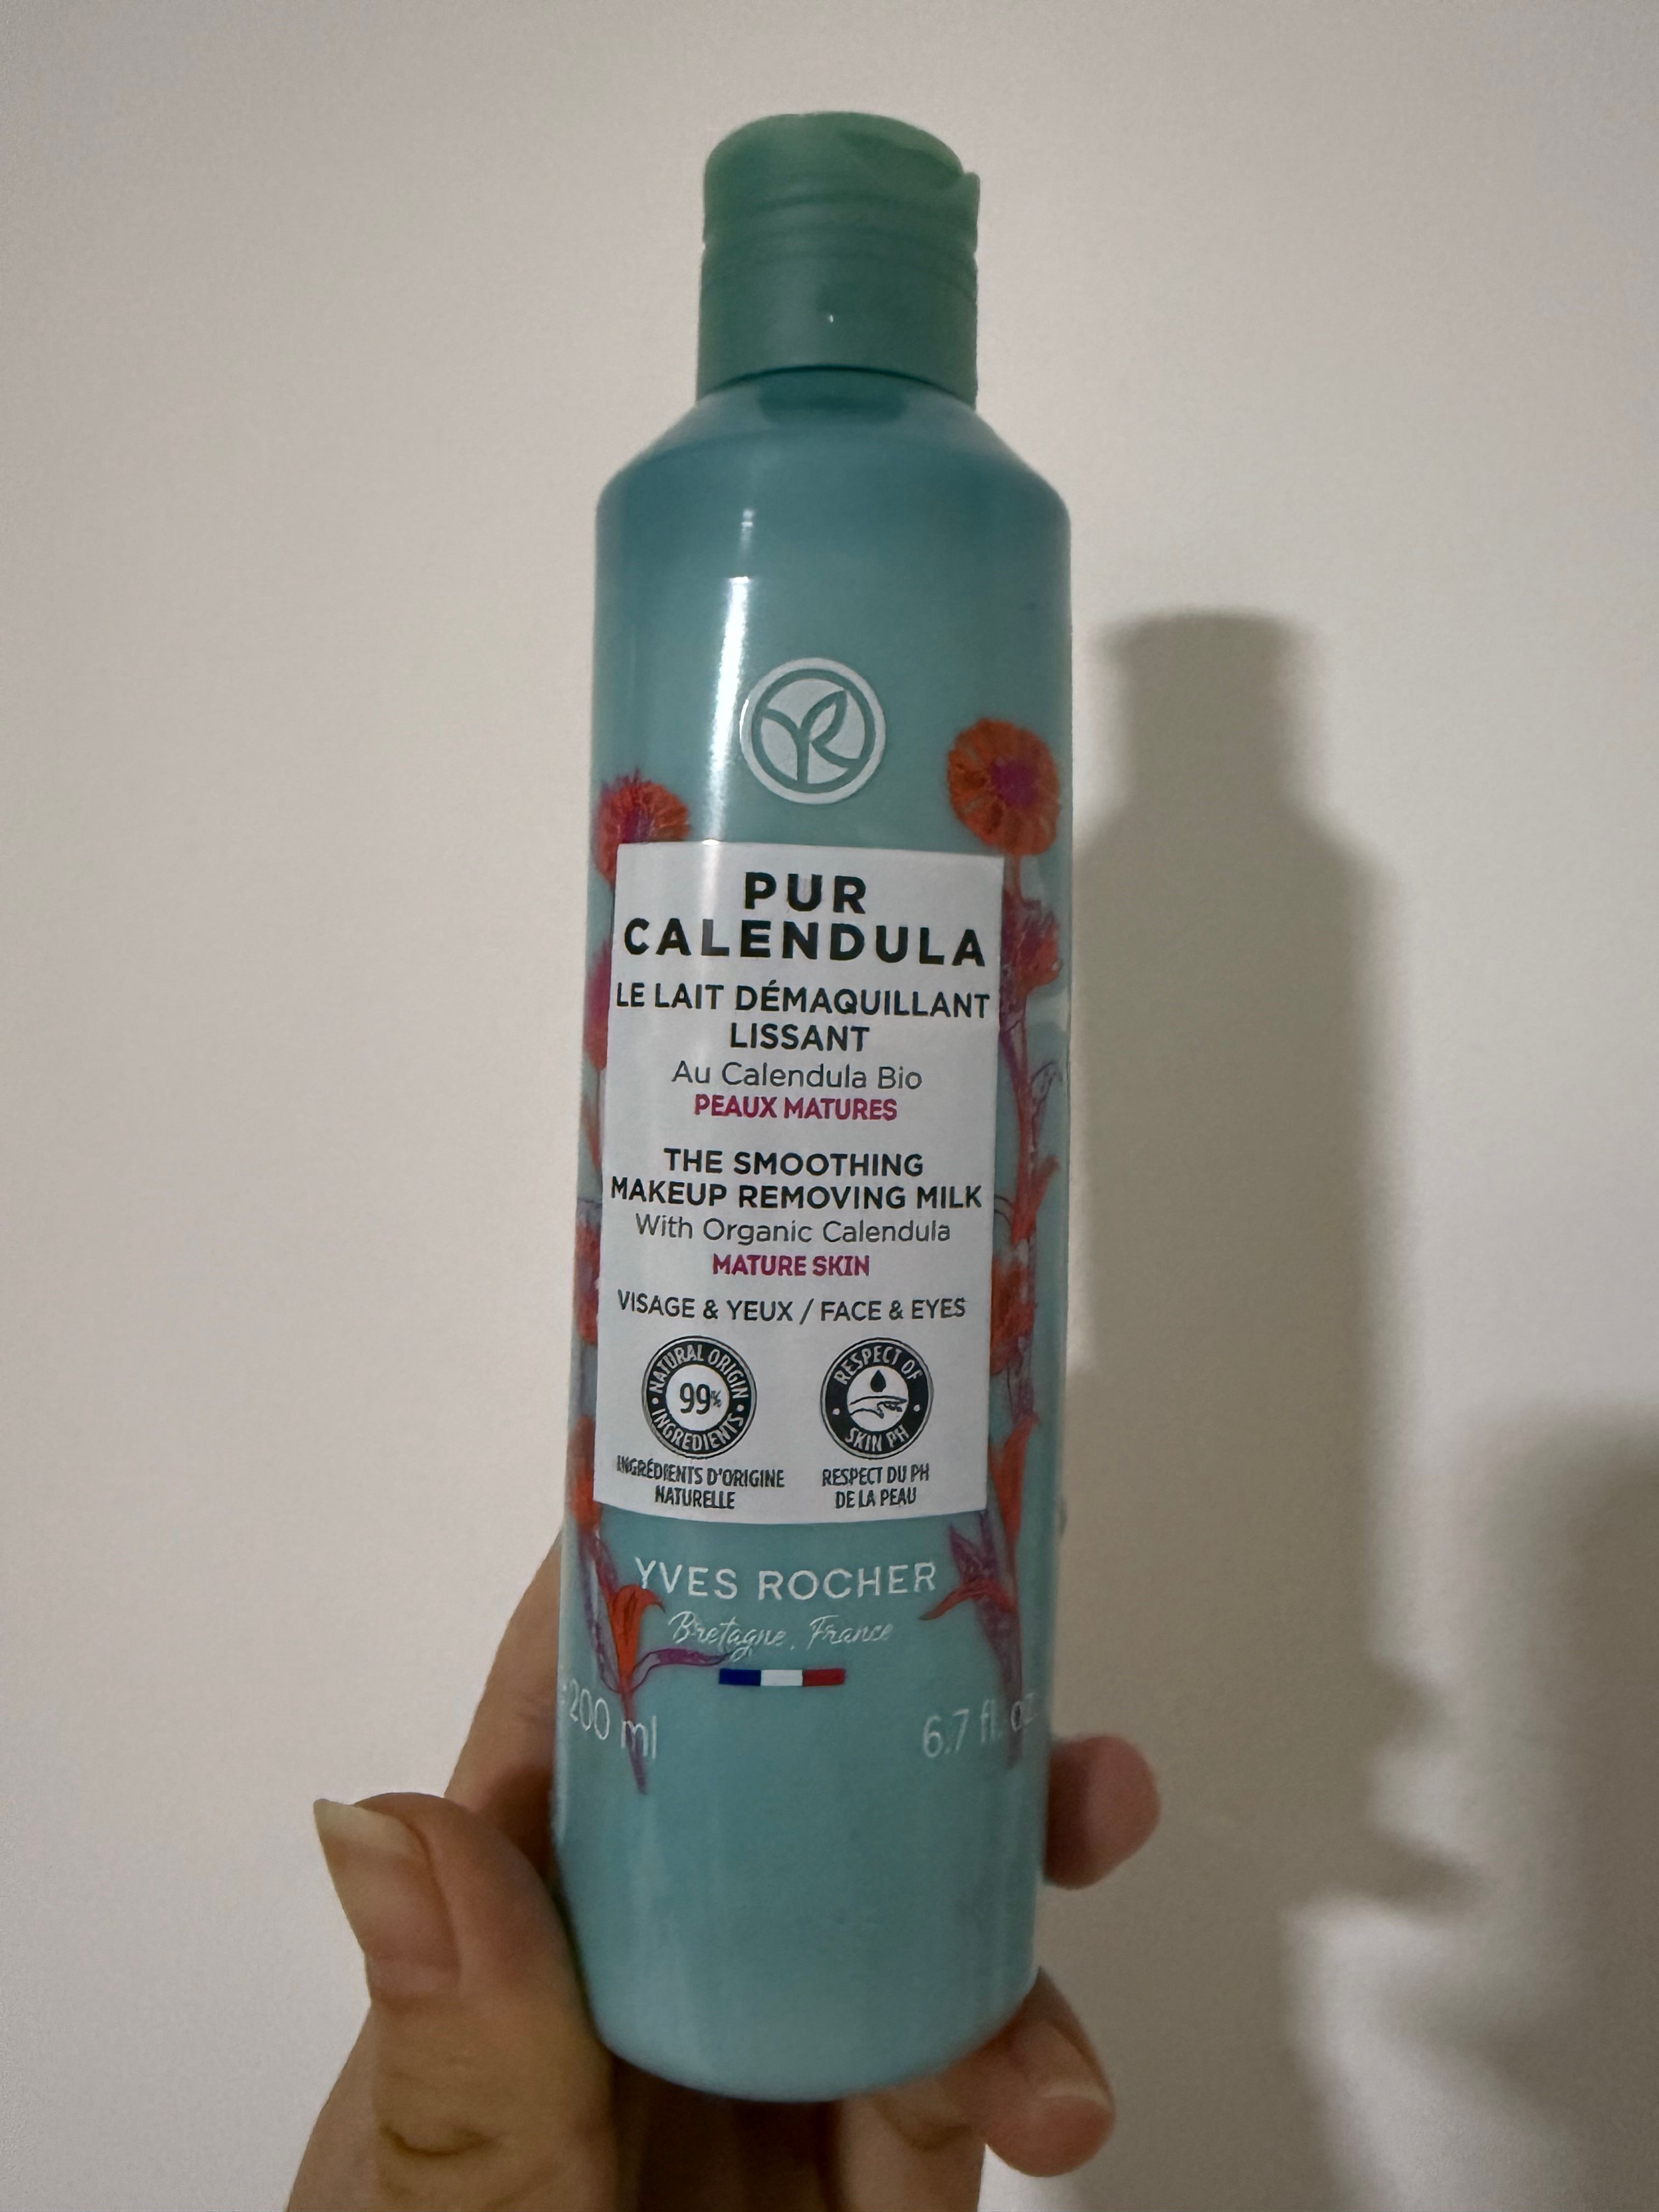 YR
PUR
CALENDULA
LE LAIT DÉMAQUILLANT
LISSANT
Au Calendula Bio
PEAUX MATURES
THE SMOOTHING
MAKEUP REMOVING MILK
With Organic Calendula
MATURE SKIN
VISAGE & YEUX / FACE & EYES
NATURAL ORIGIN
99%
INGREDIENTS
INGRÉDIENTS D'ORIGINE
NATURELLE
RESPECT OF
SKIN PH
RESPECT DU PH
DE LA PEAU
YVES ROCHER
Bretagne, France
200 ml
6.7 fl. oz